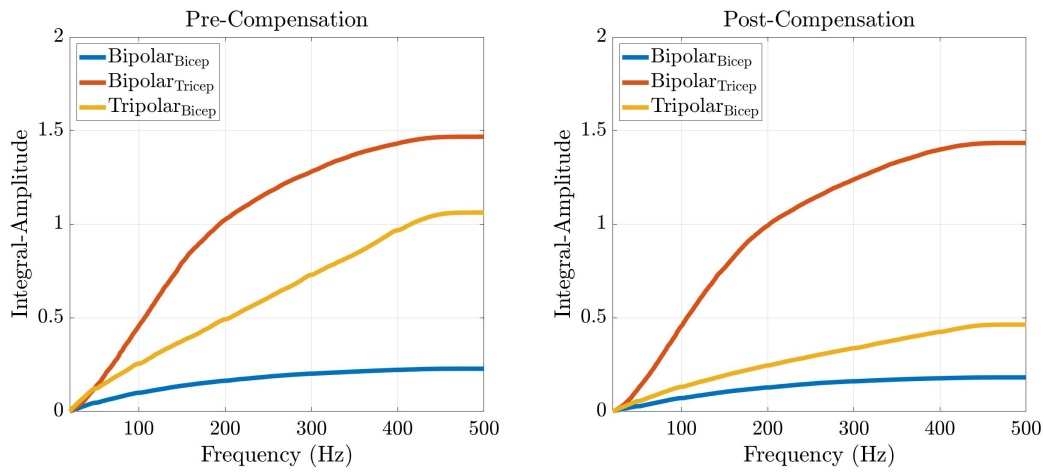 Pre-Compensation
2
1.5
1
0.5
0
Integral-Amplitude
Bipolar_Bicep
Bipolar_Tricep
Tripolar_Bicep
100 200 300 400 500
Frequency (Hz)
Post-Compensation
2
1.5
1
0.5
0
Integral-Amplitude
Bipolar_Bicep
Bipolar_Tricep
Tripolar_Bicep
100 200 300 400 500
Frequency (Hz)